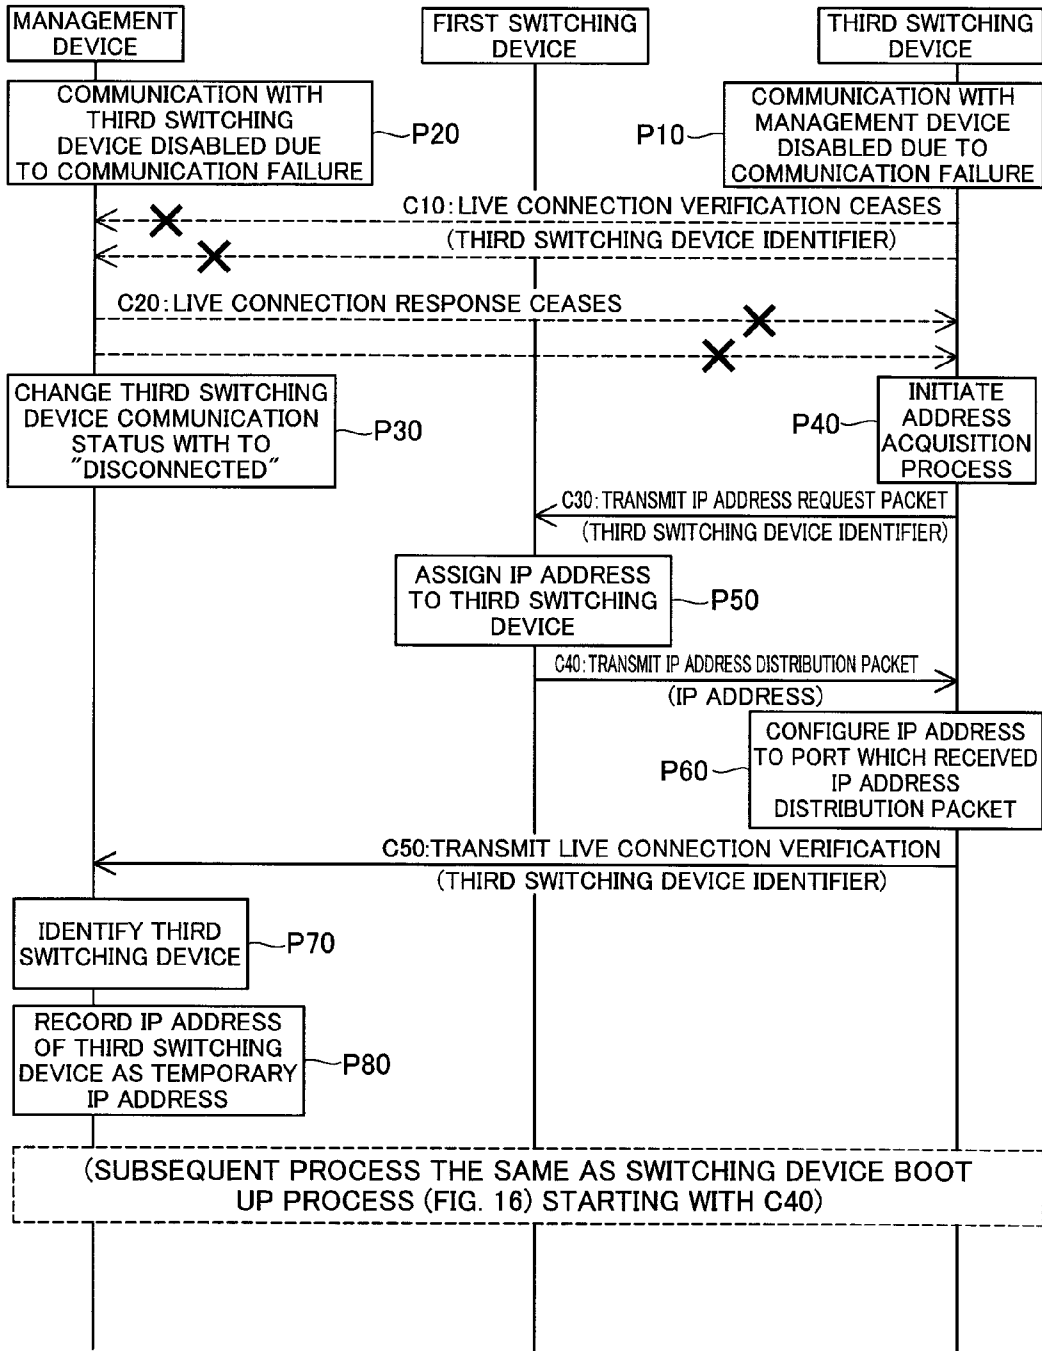 MANAGEMENT
DEVICE
FIRST SWITCHING
DEVICE
THIRD SWITCHING
DEVICE
COMMUNICATION WITH
THIRD SWITCHING
DEVICE DISABLED DUE
TO COMMUNICATION FAILURE
P20
P10
COMMUNICATION WITH
MANAGEMENT DEVICE
DISABLED DUE TO
COMMUNICATION FAILURE
C10:LIVE CONNECTION VERIFICATION CEASES
(THIRD SWITCHING DEVICE IDENTIFIER)
C20:LIVE CONNECTION RESPONSE CEASES
CHANGE THIRD SWITCHING
DEVICE COMMUNICATION
STATUS WITH TO
"DISCONNECTED"
P30
P40
INITIATE
ADDRESS
ACQUISITION
PROCESS
C30: TRANSMIT IP ADDRESS REQUEST PACKET
(THIRD SWITCHING DEVICE IDENTIFIER)
ASSIGN IP ADDRESS
TO THIRD SWITCHING
DEVICE
P50
C40: TRANSMIT IP ADDRESS DISTRIBUTION PACKET
(IP ADDRESS)
P60
CONFIGURE IP ADDRESS
TO PORT WHICH RECEIVED
IP ADDRESS
DISTRIBUTION PACKET
C50:TRANSMIT LIVE CONNECTION VERIFICATION
(THIRD SWITCHING DEVICE IDENTIFIER)
IDENTIFY THIRD
SWITCHING DEVICE
P70
RECORD IP ADDRESS
OF THIRD SWITCHING
DEVICE AS TEMPORARY
IP ADDRESS
P80
(SUBSEQUENT PROCESS THE SAME AS SWITCHING DEVICE BOOT
UP PROCESS (FIG. 16) STARTING WITH C40)